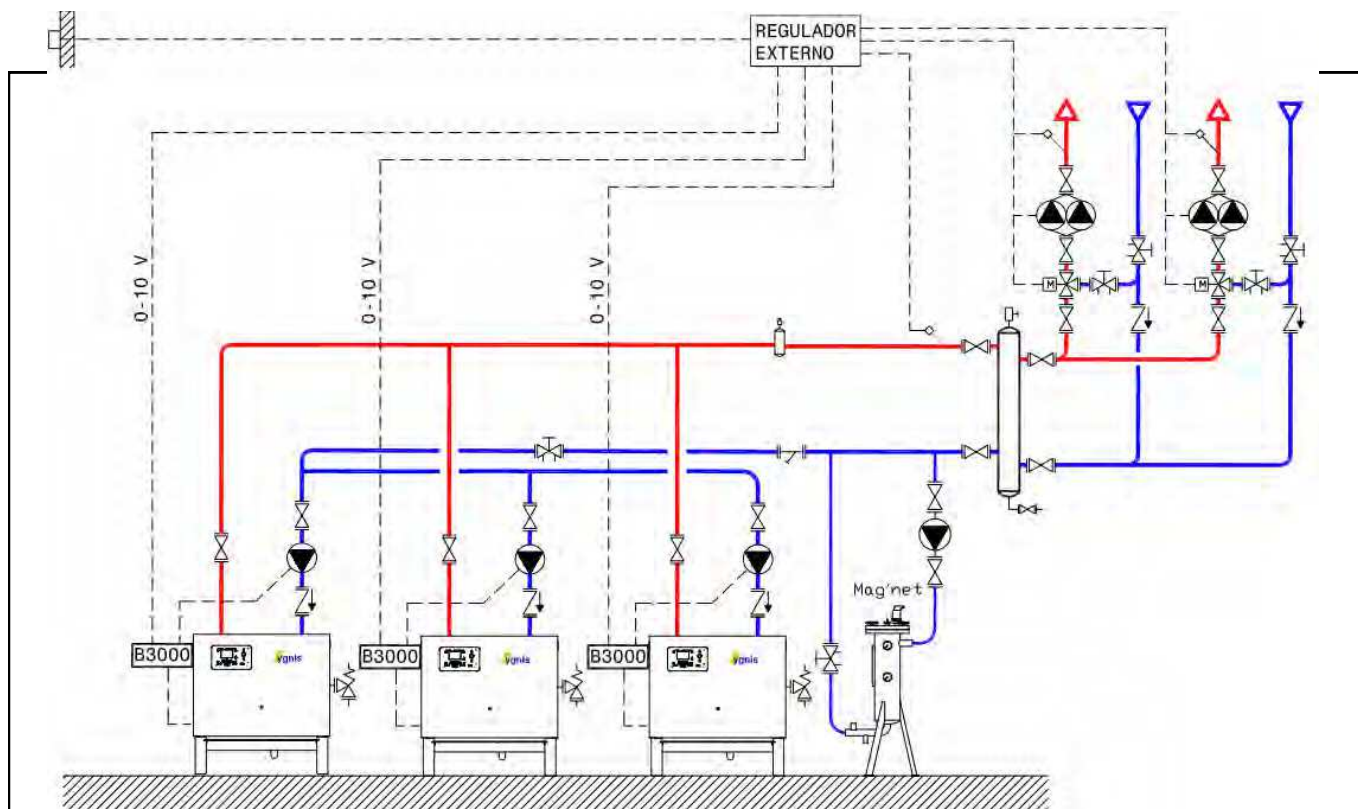 REGULADOR
EXTERNO
0-10 V
0-10 V
0-10 V
M
M
Mag'net
B3000
ygnis
B3000
ygnis
B3000
ygnis